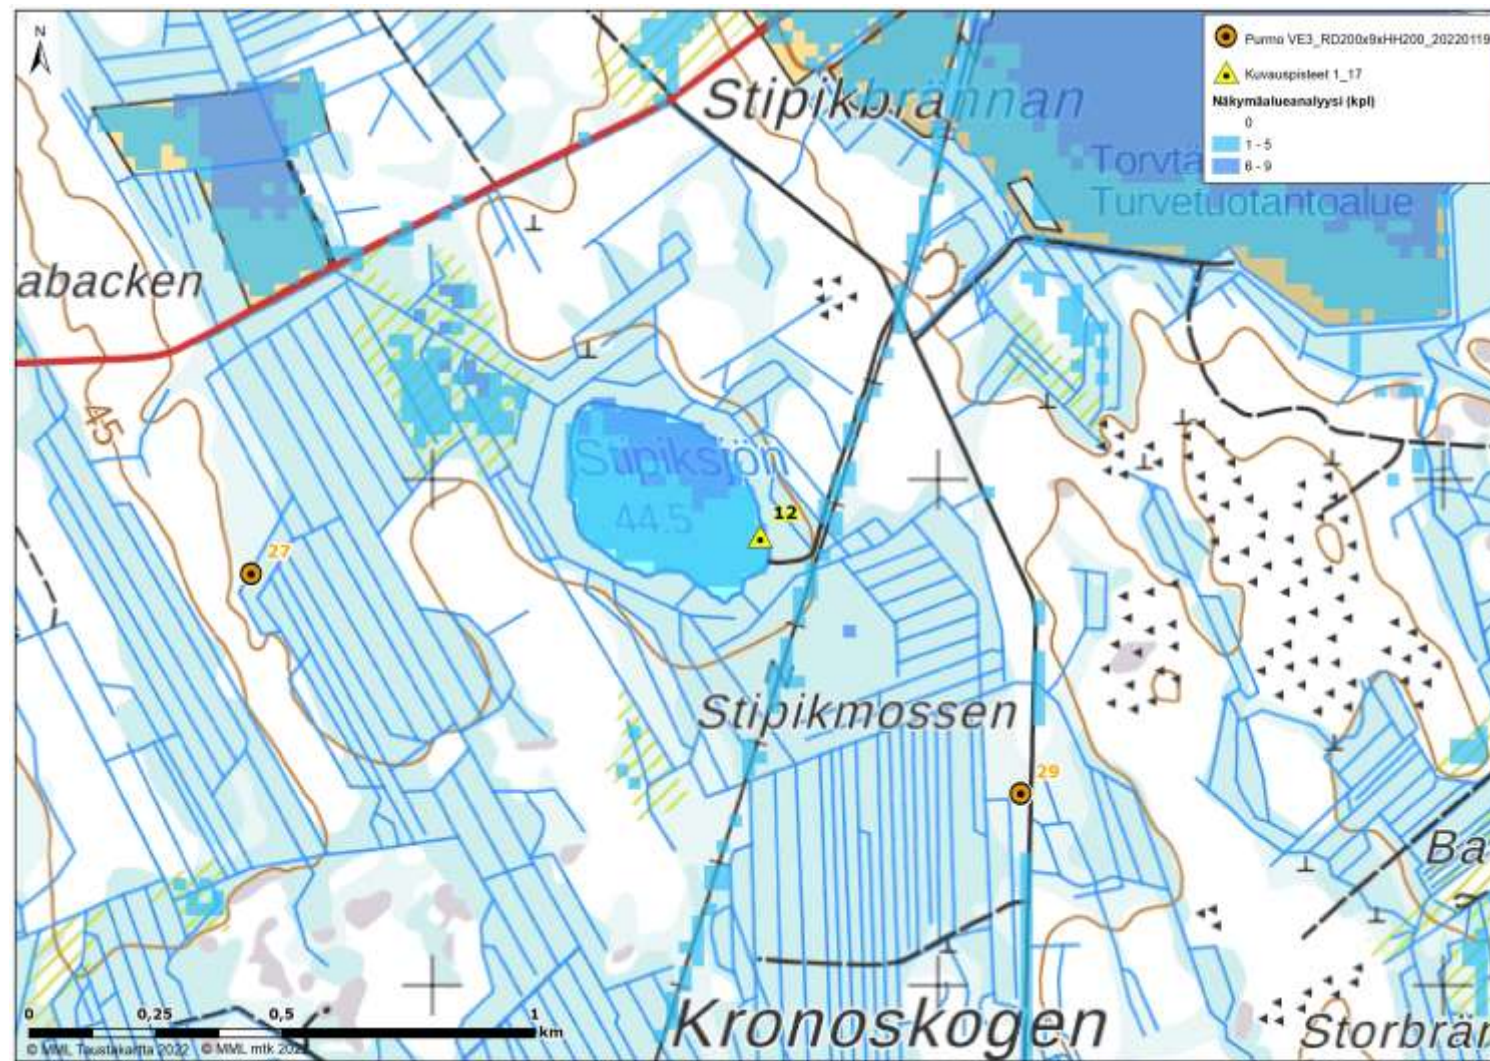 N
Purmo VE3_RD200x9xHH200_20220119
Kuvauspisteet 1_17
Näkymäalueanalyysi (kpl)
0
1 - 5
6 - 9
Stipikbrännan
Turvetuotantoalue
abacken
45
Stipiksjön
44.5
12
27
Stipikmossen
29
Ba
Kronoskogen
Storbrän
0 0,25 0,5 1
km
© MML Taustakartta 2022 © MML mtk 2022